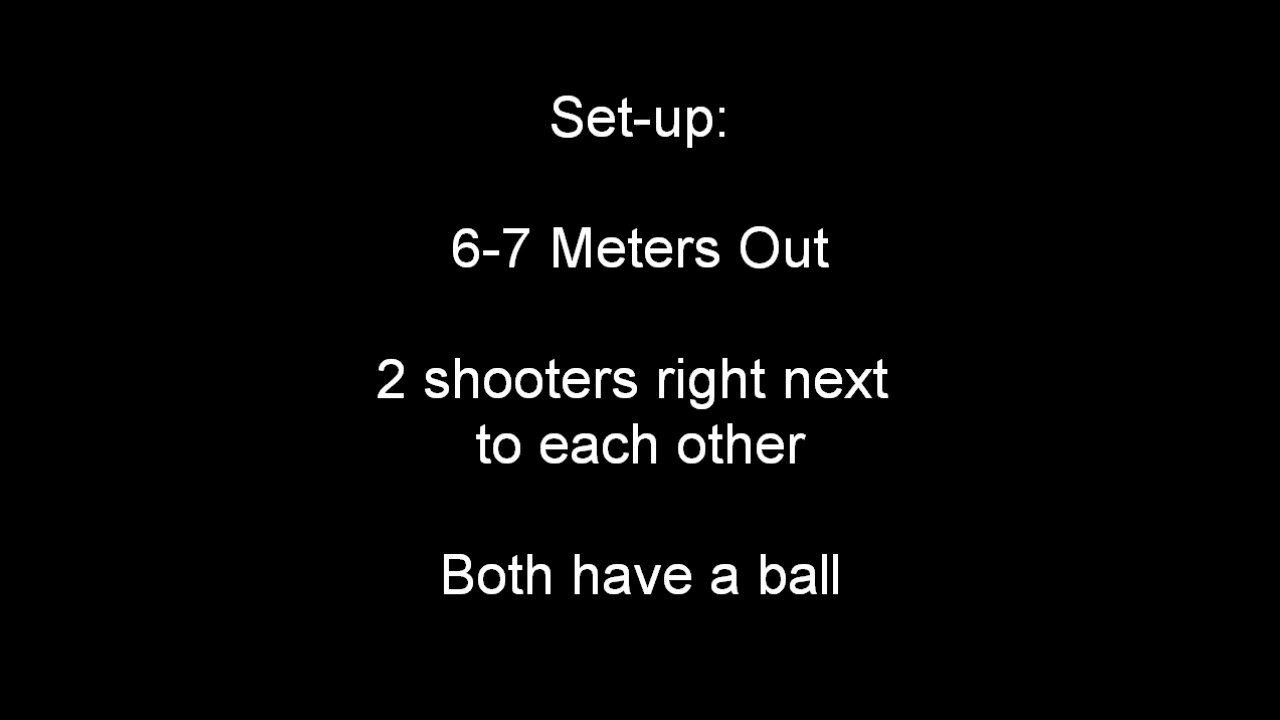 Set-up:
6-7 Meters Out
2 shooters right next
to each other
Both have a ball